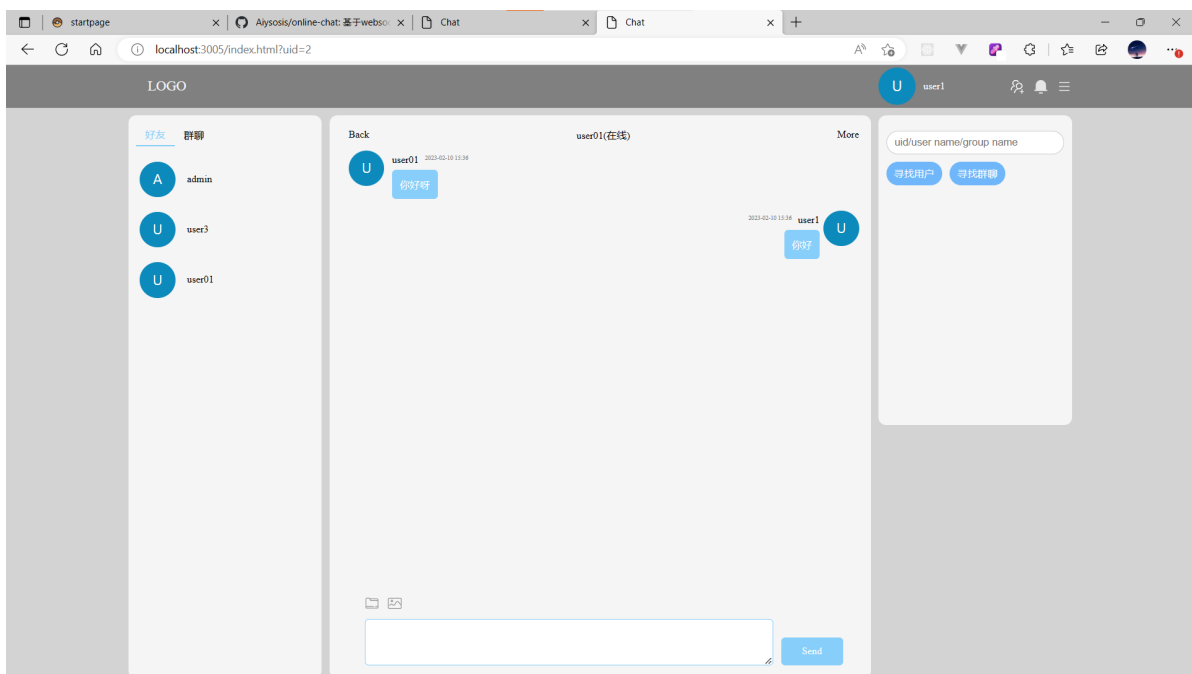 startpage
Aiysosis/online-chat: 基于webso
Chat
Chat
localhost:3005/index.html?uid=2
LOGO
U
user1
好友
群聊
A
admin
U
user3
U
user01
Back
user01(在线)
More
U
user01
2023-02-10 15:36
你好呀
2023-02-10 15:36
user1
U
你好
Send
uid/user name/group name
寻找用户
寻找群聊